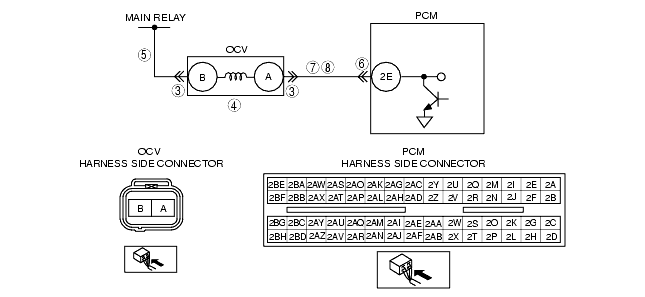 MAIN RELAY
PCM
OCV
5
B
A
7 8
6
2E
3
3
4
OCV
HARNESS SIDE CONNECTOR
B A
PCM
HARNESS SIDE CONNECTOR
2BE 2BA 2AW 2AS 2AO 2AK 2AG 2AC 2Y 2U 2Q 2M 2I 2E 2A
2BF 2BB 2AX 2AT 2AP 2AL 2AH 2AD 2Z 2V 2R 2N 2J 2F 2B
2BG 2BC 2AY 2AU 2AQ 2AM 2AI 2AE 2AA 2W 2S 2O 2K 2G 2C
2BH 2BD 2AZ 2AV 2AR 2AN 2AJ 2AF 2AB 2X 2T 2P 2L 2H 2D